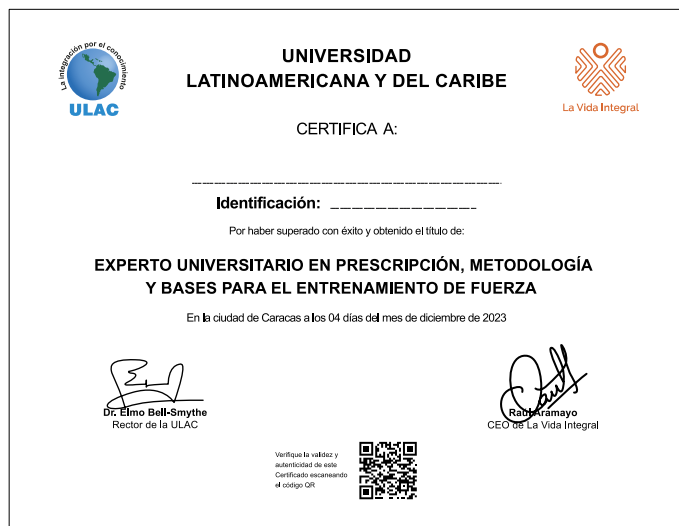 La integración por el conocimiento
ULAC
UNIVERSIDAD
LATINOAMERICANA Y DEL CARIBE
La Vida Integral
CERTIFICA A:
Identificación:
Por haber superado con éxito y obtenido el título de:
EXPERTO UNIVERSITARIO EN PRESCRIPCIÓN, METODOLOGÍA
Y BASES PARA EL ENTRENAMIENTO DE FUERZA
En la ciudad de Caracas a los 04 días del mes de diciembre de 2023
Dr. Elmo Bell-Smythe
Rector de la ULAC
Raúl Aramayo
CEO de La Vida Integral
Verifique la validez y
autenticidad de este
Certificado escaneando
el código QR